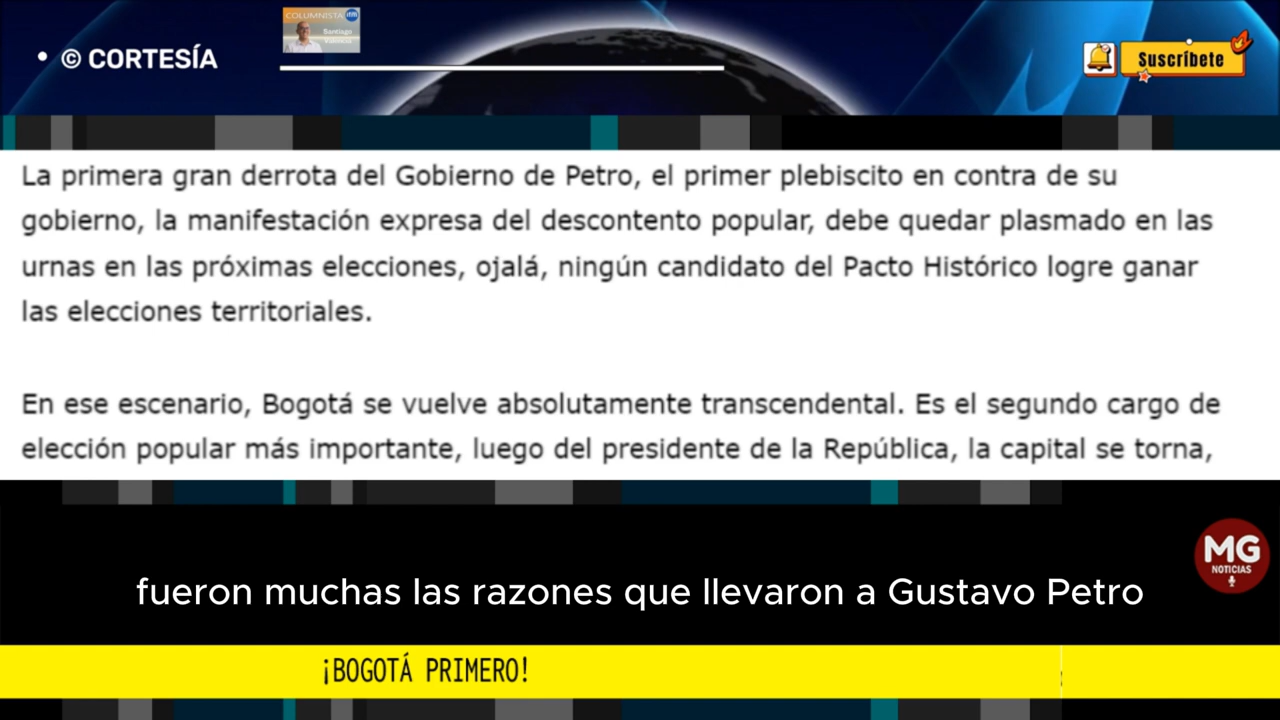 COLUMNISTA ifm
Santiago
Valencia
• © CORTESÍA
Suscríbete
La primera gran derrota del Gobierno de Petro, el primer plebiscito en contra de su
gobierno, la manifestación expresa del descontento popular, debe quedar plasmado en las
urnas en las próximas elecciones, ojalá, ningún candidato del Pacto Histórico logre ganar
las elecciones territoriales.
En ese escenario, Bogotá se vuelve absolutamente transcendental. Es el segundo cargo de
elección popular más importante, luego del presidente de la República, la capital se torna,
MG
NOTICIAS
fueron muchas las razones que llevaron a Gustavo Petro
¡BOGOTÁ PRIMERO!